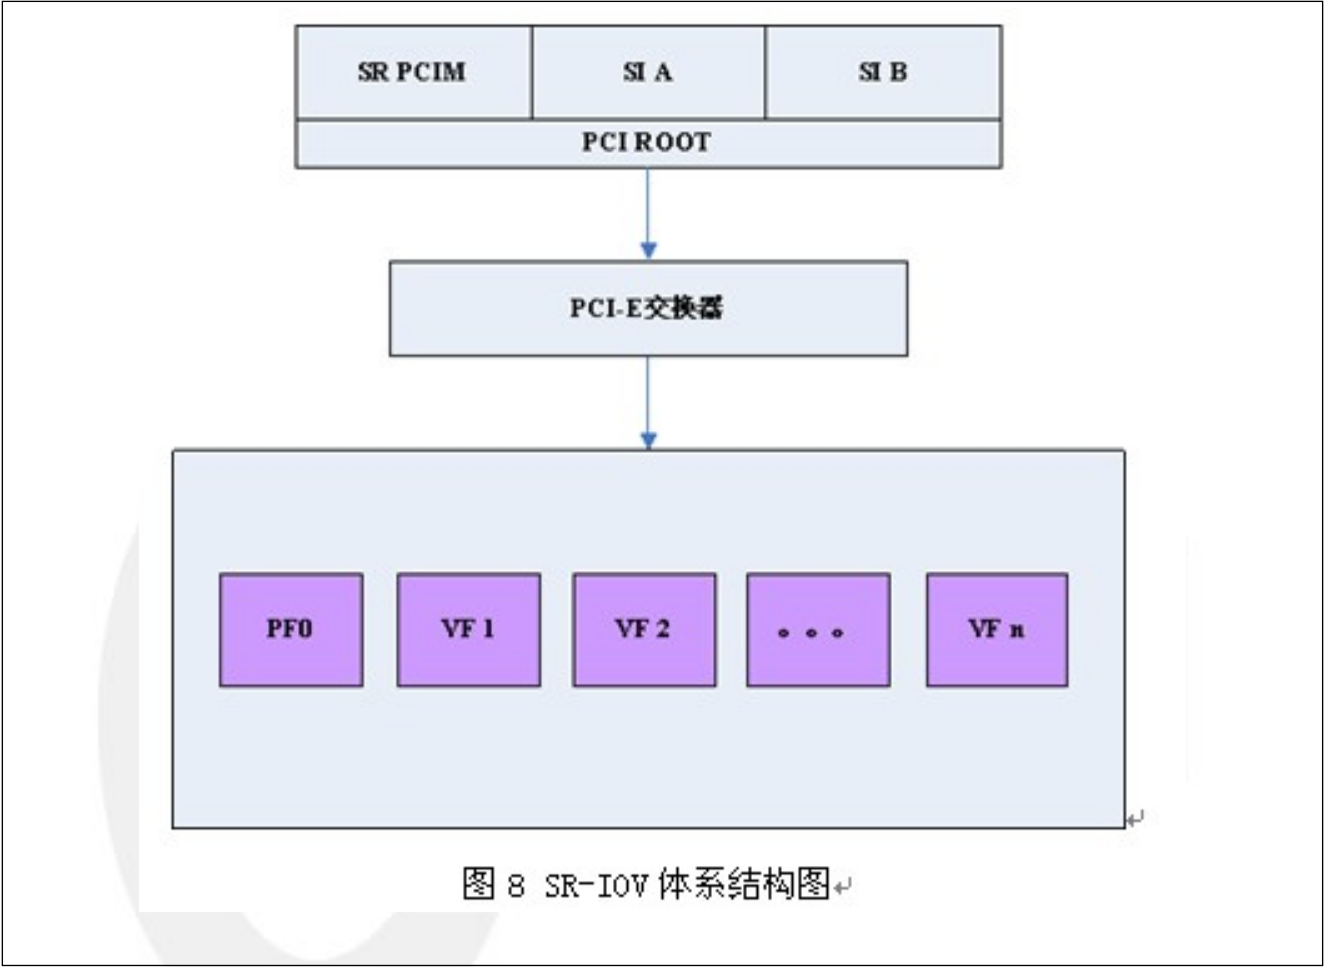 SR PCIM SI A SI B
PCI ROOT
PCI-E交换器
PF0 VF 1 VF 2 。。。 VF n
图 8 SR-IOV 体系结构图